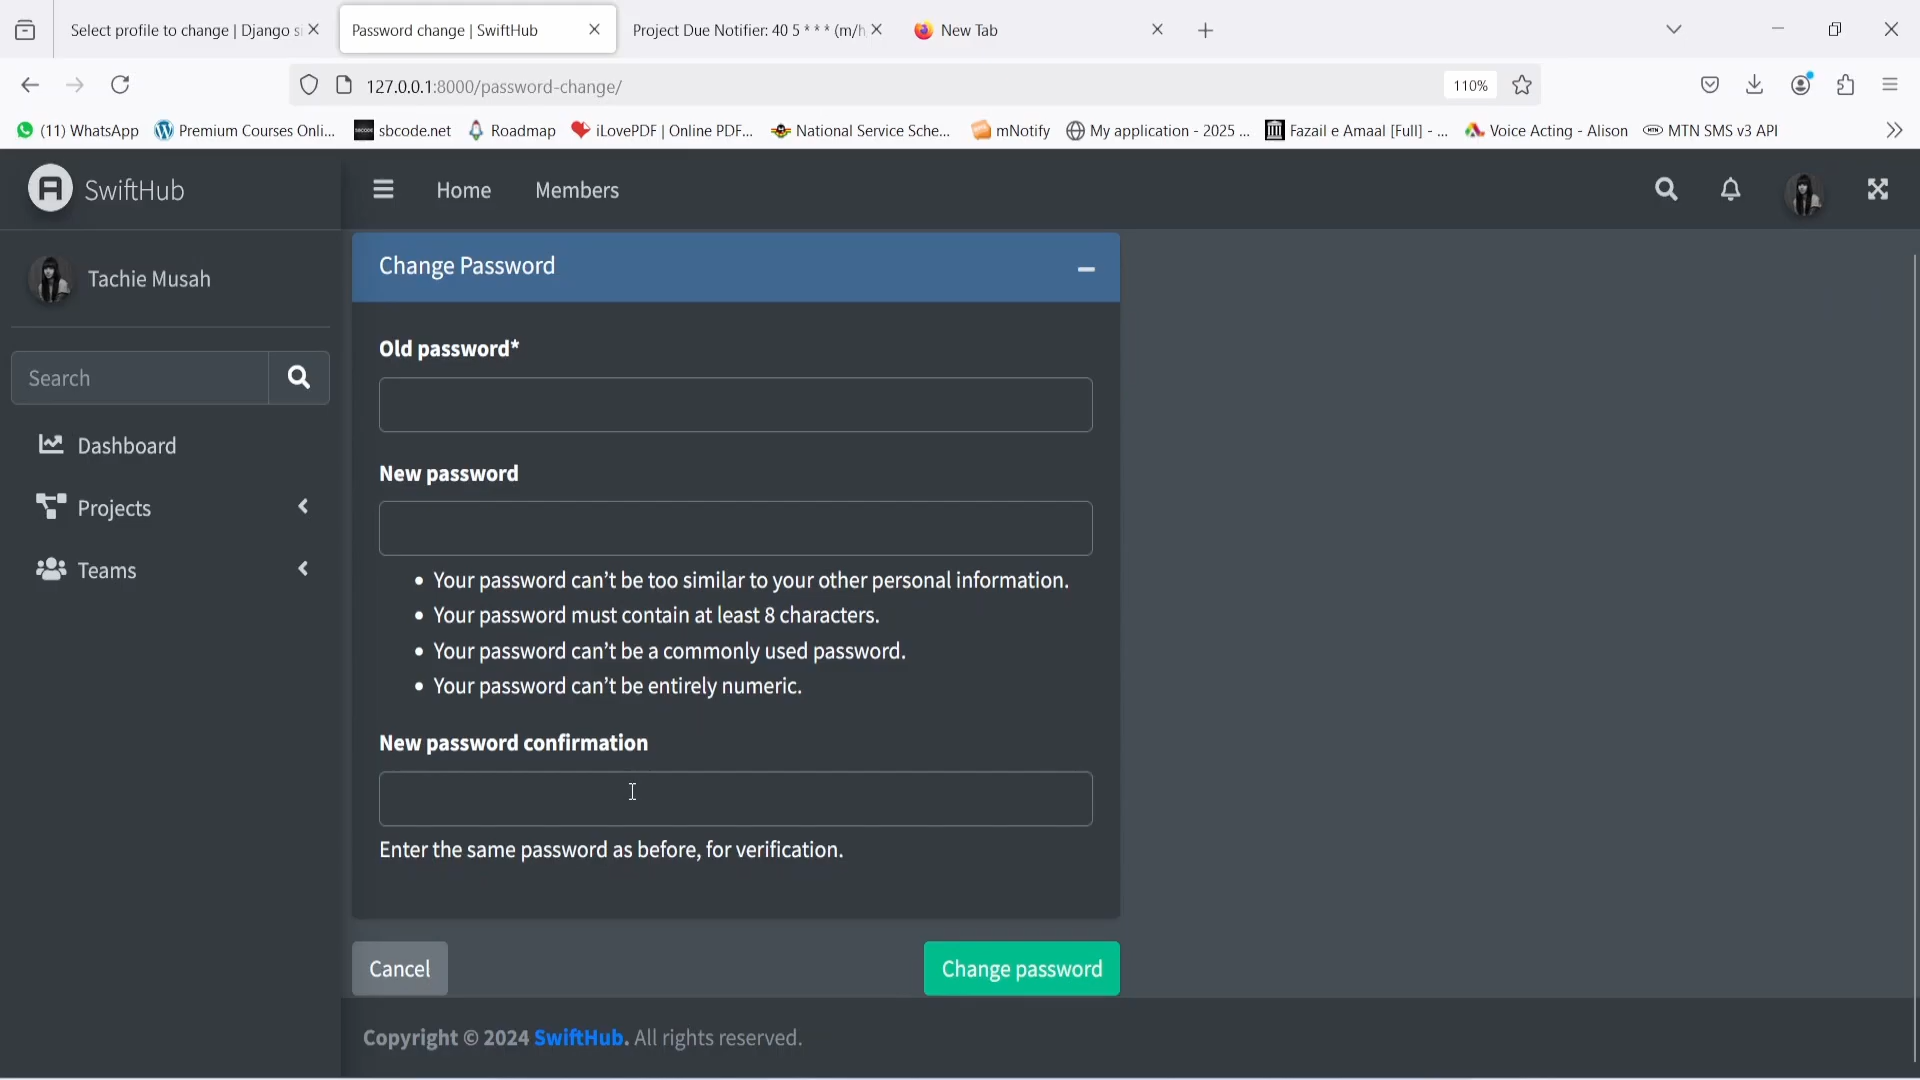 Select profile to change | Django si
Password change | SwiftHub
Project Due Notifier: 40 5 * * * (m/h
New Tab
127.0.0.1:8000/password-change/
110%
(11) WhatsApp
Premium Courses Onli...
sbcode.net
Roadmap
iLovePDF | Online PDF...
National Service Sche...
mNotify
My application - 2025 ...
Fazail e Amaal [Full] - ...
Voice Acting - Alison
MTN SMS v3 API
SwiftHub
Home
Members
Tachie Musah
Search
Dashboard
Projects
Teams
Change Password
Old password*
New password
• Your password can’t be too similar to your other personal information.
• Your password must contain at least 8 characters.
• Your password can’t be a commonly used password.
• Your password can’t be entirely numeric.
New password confirmation
Enter the same password as before, for verification.
Cancel
Change password
Copyright © 2024 SwiftHub. All rights reserved.